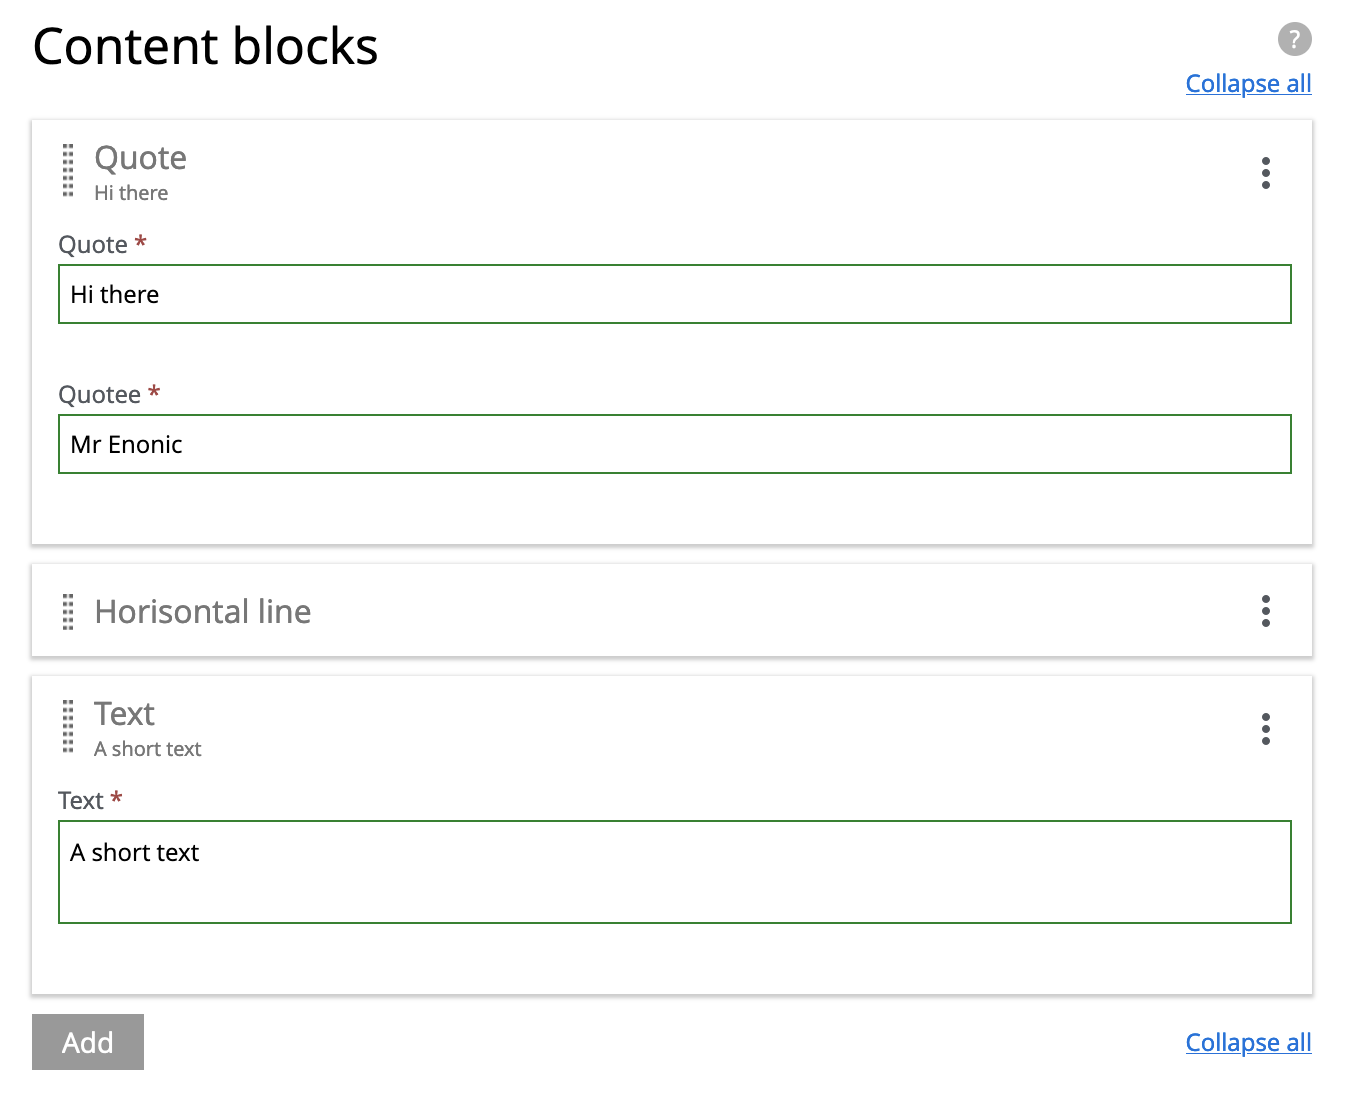 Content blocks
?
Collapse all
Quote
Hi there
Quote *
Hi there
Quotee *
Mr Enonic
Horisontal line
Text
A short text
Text *
A short text
Add
Collapse all